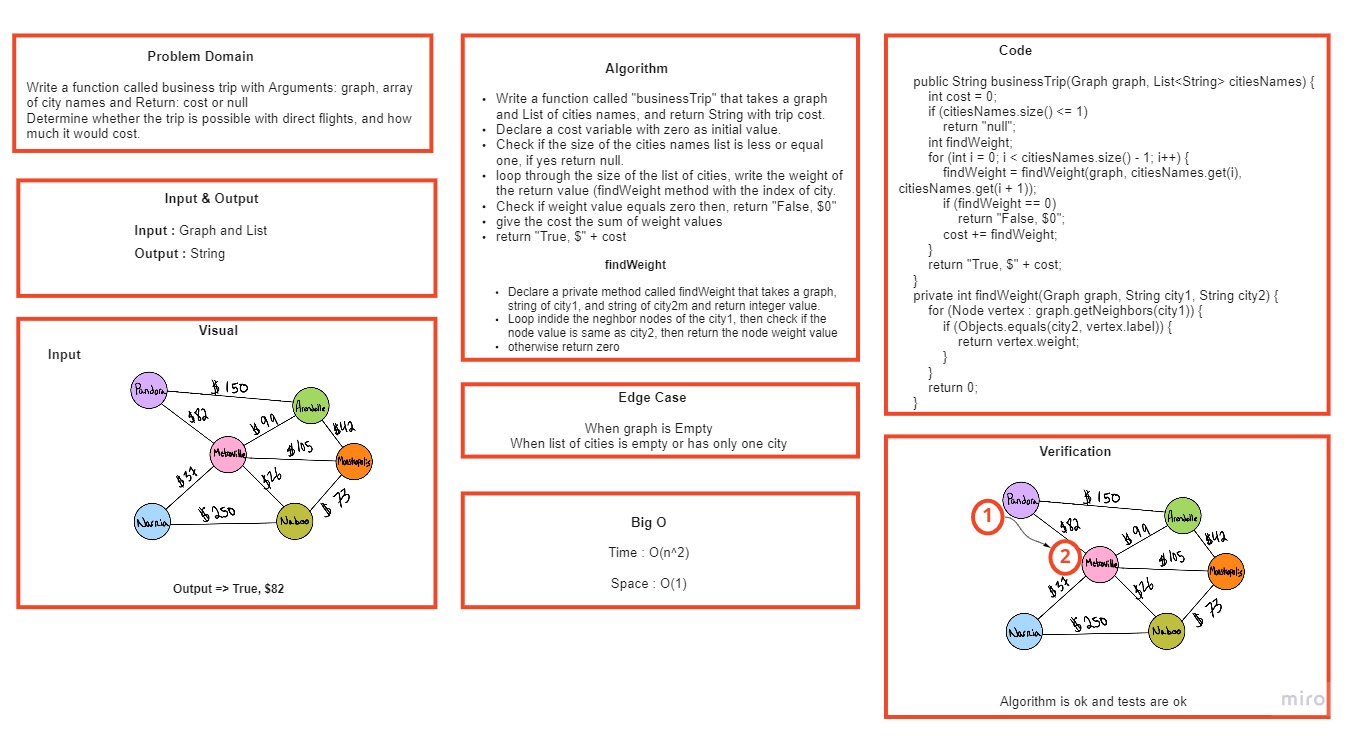 Problem Domain
Write a function called business trip with Arguments: graph, array
of city names and Return: cost or null
Determine whether the trip is possible with direct flights, and how
much it would cost.
Input & Output
Input : Graph and List
Output : String
Visual
Input
Pandora
$ 150
Arendelle
$82
$99
$42
Metroville
$105
Monstropolis
$37
$26
$ 73
Narnia
$ 250
Naboo
Output => True, $82
Algorithm
• Write a function called "businessTrip" that takes a graph
and List of cities names, and return String with trip cost.
• Declare a cost variable with zero as initial value.
• Check if the size of the cities names list is less or equal
one, if yes return null.
• loop through the size of the list of cities, write the weight of
the return value (findWeight method with the index of city.
• Check if weight value equals zero then, return "False, $0"
• give the cost the sum of weight values
• return "True, $" + cost
findWeight
• Declare a private method called findWeight that takes a graph,
string of city1, and string of city2m and return integer value.
• Loop indide the neghbor nodes of the city1, then check if the
node value is same as city2, then return the node weight value
• otherwise return zero
Edge Case
When graph is Empty
When list of cities is empty or has only one city
Big O
Time : O(n^2)
Space : O(1)
Code
public String businessTrip(Graph graph, List<String> citiesNames) {
int cost = 0;
if (citiesNames.size() <= 1)
return "null";
int findWeight;
for (int i = 0; i < citiesNames.size() - 1; i++) {
findWeight = findWeight(graph, citiesNames.get(i),
citiesNames.get(i + 1));
if (findWeight == 0)
return "False, $0";
cost += findWeight;
}
return "True, $" + cost;
}
private int findWeight(Graph graph, String city1, String city2) {
for (Node vertex : graph.getNeighbors(city1)) {
if (Objects.equals(city2, vertex.label)) {
return vertex.weight;
}
}
return 0;
}
Verification
Pandora
$ 150
1
Arendelle
$82
$99
$42
2
Metroville
$105
Monstropolis
$37
$26
$ 73
Narnia
$ 250
Naboo
Algorithm is ok and tests are ok
miro